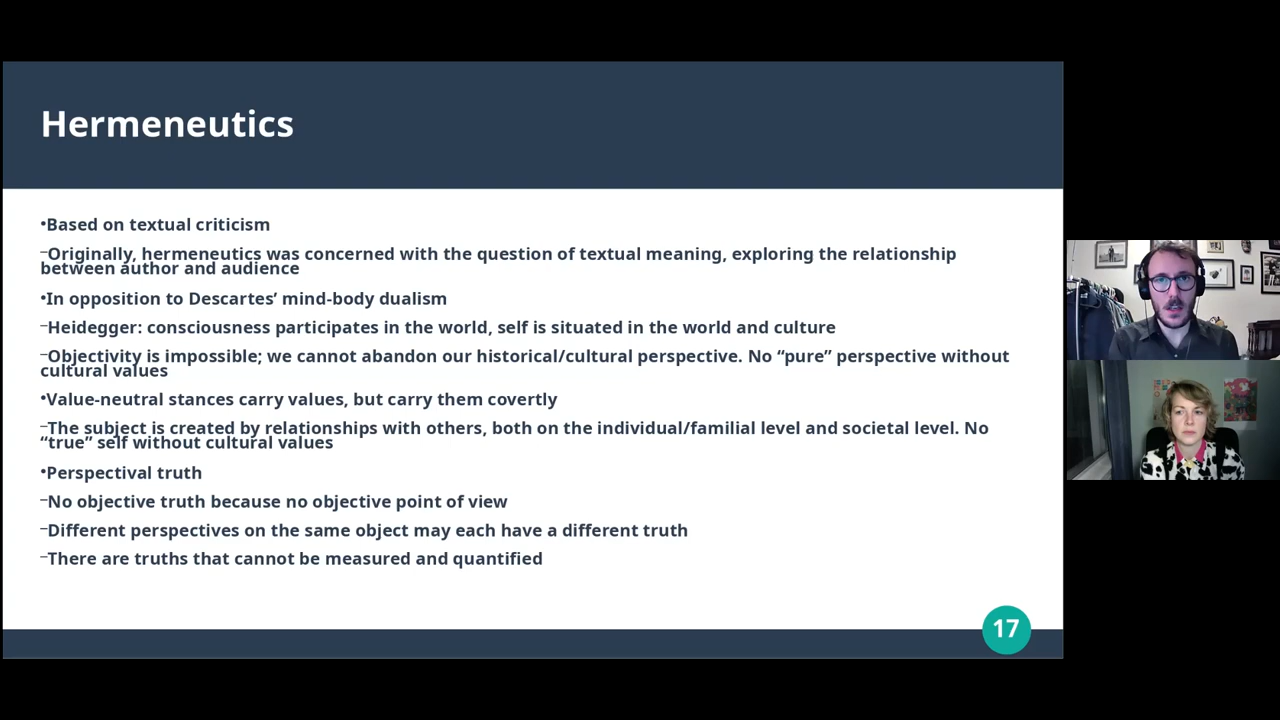 Hermeneutics
•Based on textual criticism
–Originally, hermeneutics was concerned with the question of textual meaning, exploring the relationship
between author and audience
•In opposition to Descartes’ mind-body dualism
–Heidegger: consciousness participates in the world, self is situated in the world and culture
–Objectivity is impossible; we cannot abandon our historical/cultural perspective. No “pure” perspective without
cultural values
•Value-neutral stances carry values, but carry them covertly
–The subject is created by relationships with others, both on the individual/familial level and societal level. No
“true” self without cultural values
•Perspectival truth
–No objective truth because no objective point of view
–Different perspectives on the same object may each have a different truth
–There are truths that cannot be measured and quantified
17